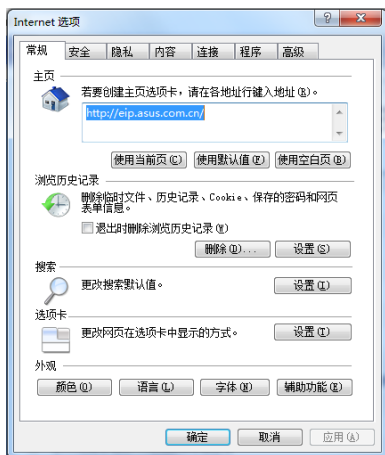 Internet 选项
常规 安全 隐私 内容 连接 程序 高级
主页
若要创建主页选项卡，请在各地址行键入地址(R)。
http://eip.asus.com.cn/
使用当前页(C) 使用默认值(F) 使用空白页(B)
浏览历史记录
删除临时文件、历史记录、Cookie、保存的密码和网页
表单信息。
退出时删除浏览历史记录(W)
删除(D)... 设置(S)
搜索
更改搜索默认值。 设置(I)
选项卡
更改网页在选项卡中显示的方式。 设置(T)
外观
颜色(O) 语言(L) 字体(N) 辅助功能(E)
确定 取消 应用(A)